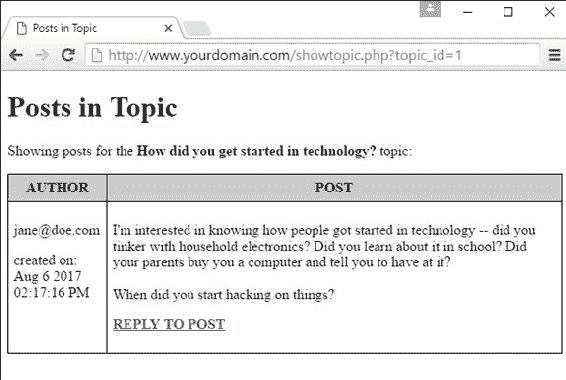 Posts in Topic
http://www.yourdomain.com/showtopic.php?topic_id=1
Posts in Topic
Showing posts for the How did you get started in technology? topic:
AUTHOR
POST
jane@doe.com
created on:
Aug 6 2017
02:17:16 PM
I'm interested in knowing how people got started in technology -- did you
tinker with household electronics? Did you learn about it in school? Did
your parents buy you a computer and tell you to have at it?
When did you start hacking on things?
REPLY TO POST